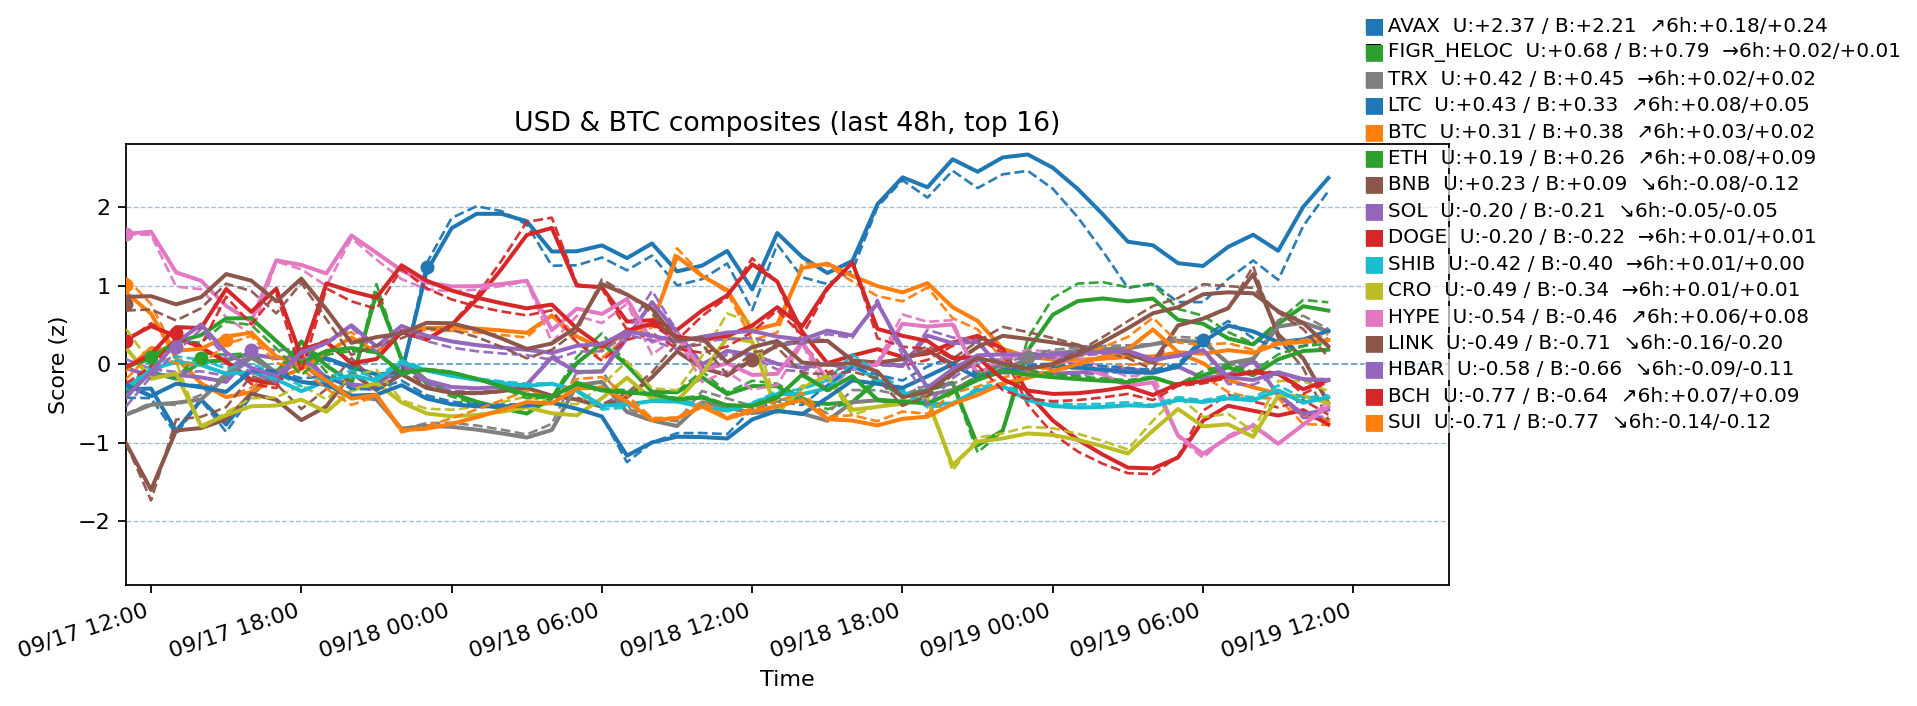 AVAX U:+2.37 / B:+2.21 ↗6h:+0.18/+0.24
FIGR_HELOC U:+0.68 / B:+0.79 →6h:+0.02/+0.01
TRX U:+0.42 / B:+0.45 →6h:+0.02/+0.02
LTC U:+0.43 / B:+0.33 ↗6h:+0.08/+0.05
BTC U:+0.31 / B:+0.38 ↗6h:+0.03/+0.02
ETH U:+0.19 / B:+0.26 ↗6h:+0.08/+0.09
BNB U:+0.23 / B:+0.09 ↘6h:-0.08/-0.12
SOL U:-0.20 / B:-0.21 ↘6h:-0.05/-0.05
DOGE U:-0.20 / B:-0.22 →6h:+0.01/+0.01
SHIB U:-0.42 / B:-0.40 →6h:+0.01/+0.00
CRO U:-0.49 / B:-0.34 →6h:+0.01/+0.01
HYPE U:-0.54 / B:-0.46 ↗6h:+0.06/+0.08
LINK U:-0.49 / B:-0.71 ↘6h:-0.16/-0.20
HBAR U:-0.58 / B:-0.66 ↘6h:-0.09/-0.11
BCH U:-0.77 / B:-0.64 ↗6h:+0.07/+0.09
SUI U:-0.71 / B:-0.77 ↘6h:-0.14/-0.12
USD & BTC composites (last 48h, top 16)
Score (z)
2
1
0
−1
−2
09/17 12:00
09/17 18:00
09/18 00:00
09/18 06:00
09/18 12:00
09/18 18:00
09/19 00:00
09/19 06:00
09/19 12:00
Time